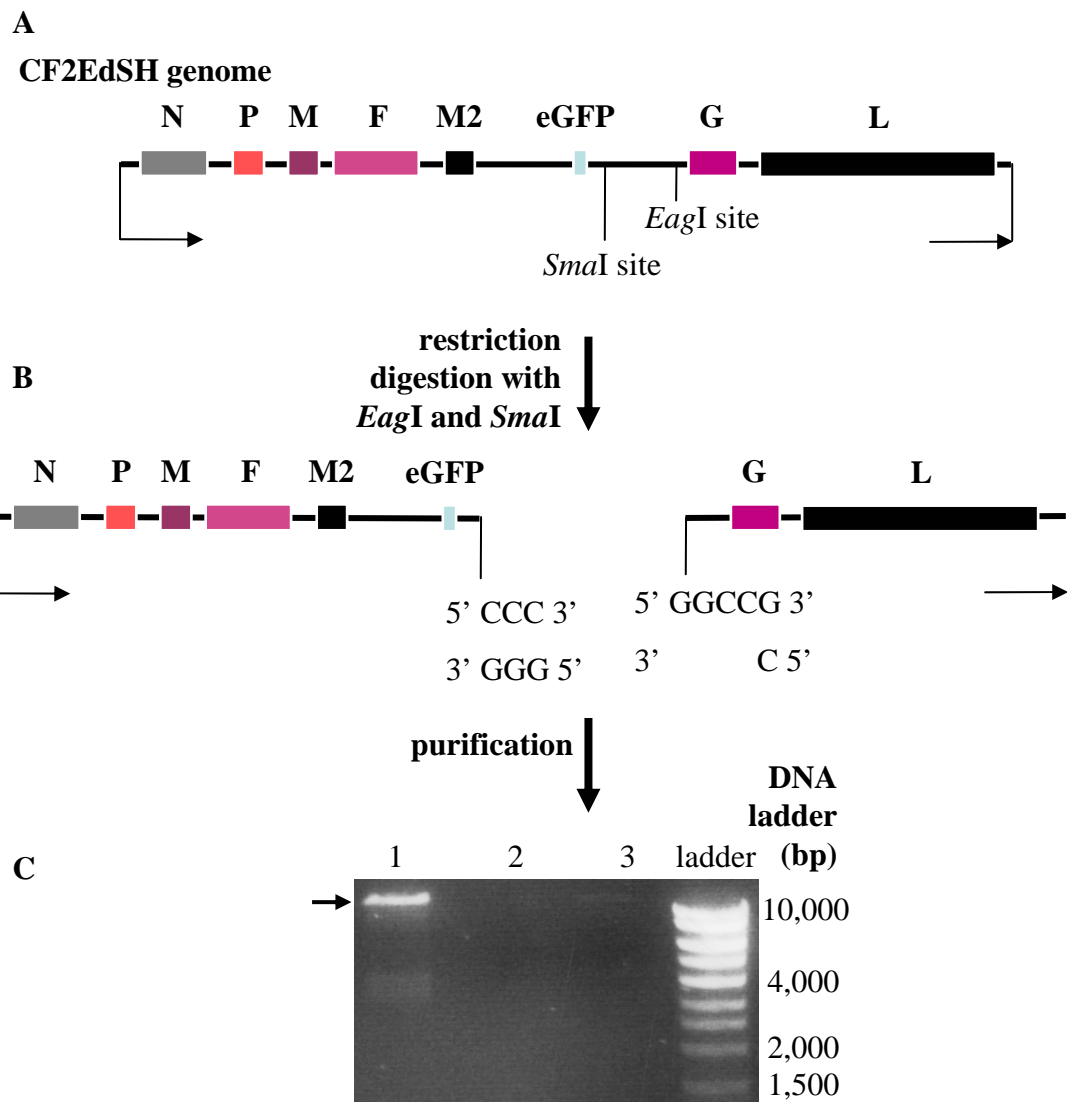 A
CF2EdSH genome
N P M F M2 eGFP G L
EagI site
SmaI site
restriction
digestion with
EagI and SmaI
B
N P M F M2 eGFP G L
5’ CCC 3’ 5’ GGCCG 3’
3’ GGG 5’ 3’ C 5’
purification
DNA
ladder
(bp)
C
1 2 3 ladder
10,000
4,000
2,000
1,500